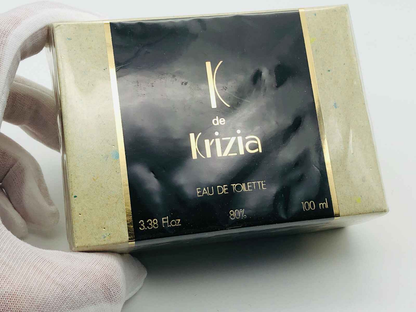 K
de
Krizia
EAU DE TOILETTE
3.38 Fl.oz 80% 100 ml